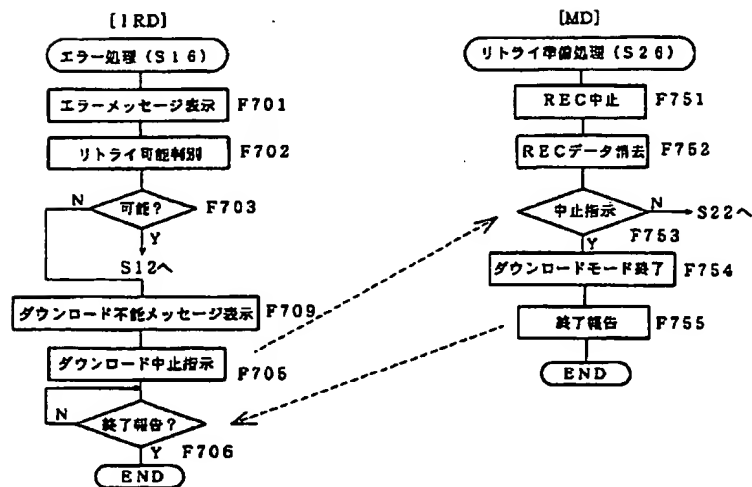 [IRD]
エラー処理(S16)
エラーメッセージ表示 F701
リトライ可能判別 F702
可能? F703
N
Y
S12へ
ダウンロード不能メッセージ表示 F709
ダウンロード中止指示 F705
終了報告? F706
N
Y
END
[MD]
リトライ準備処理(S26)
REC中止 F751
RECデータ消去 F752
中止指示 F753
N
S22へ
Y
ダウンロードモード終了 F754
終了報告 F755
END